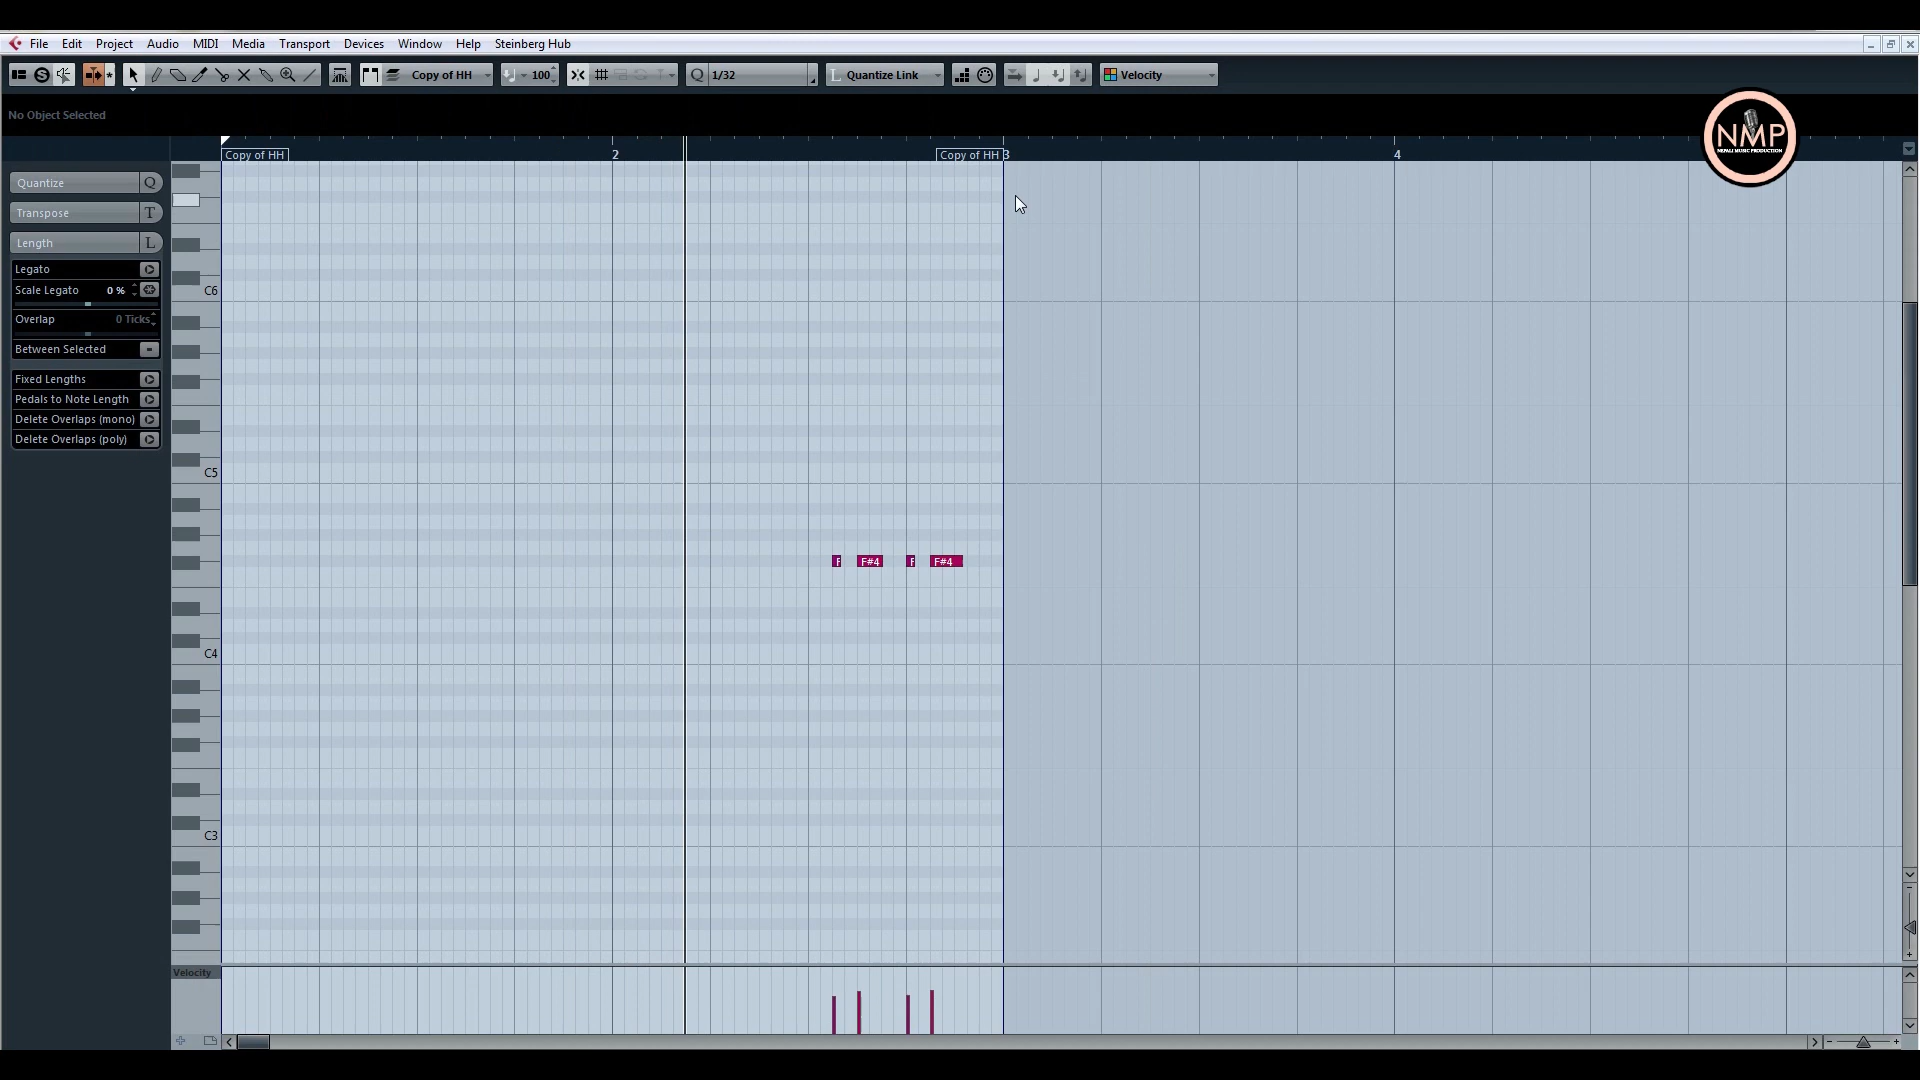 File Edit Project Audio MIDI Media Transport Devices Window Help Steinberg Hub
Copy of HH 100 Q 1/32 L Quantize Link Velocity
No Object Selected
NMP
NEPALI MUSIC PRODUCTION
Copy of HH 2 Copy of HH 3 4
Quantize Q
Transpose T
Length L
Legato
Scale Legato 0 %
Overlap 0 Ticks
Between Selected
Fixed Lengths
Pedals to Note Length
Delete Overlaps (mono)
Delete Overlaps (poly)
C6
C5
F F#4 F F#4
C4
C3
Velocity